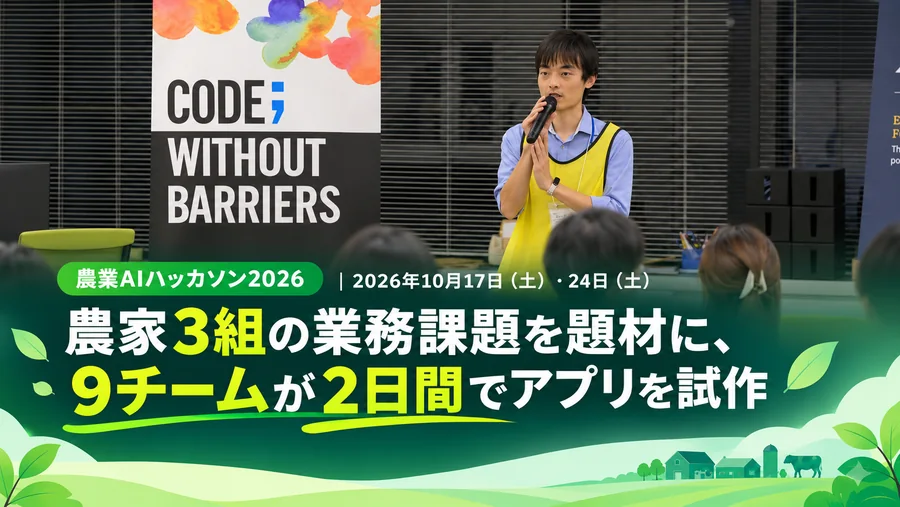 CODE;
WITHOUT
BARRIERS
農業AIハッカソン2026
| 2026年10月17日（土）・24日（土）
農家3組の業務課題を題材に、
9チームが2日間でアプリを試作